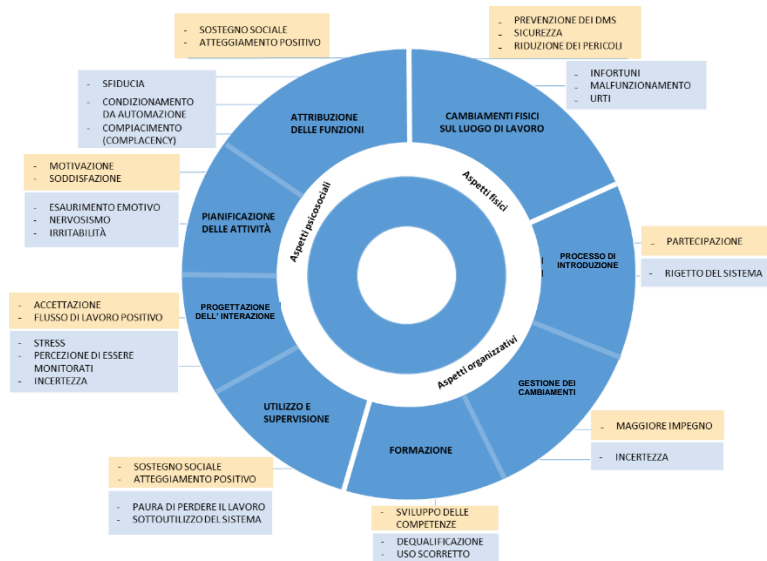 - SOSTEGNO SOCIALE
- ATTEGGIAMENTO POSITIVO
- PREVENZIONE DEI DMS
- SICUREZZA
- RIDUZIONE DEI PERICOLI
- SFIDUCIA
- CONDIZIONAMENTO
DA AUTOMAZIONE
- COMPIACIMENTO
(COMPLACENCY)
- INFORTUNI
- MALFUNZIONAMENTO
- URTI
ATTRIBUZIONE
DELLE FUNZIONI
CAMBIAMENTI FISICI
SUL LUOGO DI LAVORO
- MOTIVAZIONE
- SODDISFAZIONE
- ESAURIMENTO EMOTIVO
- NERVOSISMO
- IRRITABILITÀ
PIANIFICAZIONE
DELLE ATTIVITÀ
Aspetti psicosociali
Aspetti fisici
PROCESSO DI
INTRODUZIONE
- PARTECIPAZIONE
- RIGETTO DEL SISTEMA
- ACCETTAZIONE
- FLUSSO DI LAVORO POSITIVO
- STRESS
- PERCEZIONE DI ESSERE
MONITORATI
- INCERTEZZA
PROGETTAZIONE
DELL' INTERAZIONE
Aspetti organizzativi
GESTIONE DEI
CAMBIAMENTI
- MAGGIORE IMPEGNO
- INCERTEZZA
UTILIZZO E
SUPERVISIONE
FORMAZIONE
- SOSTEGNO SOCIALE
- ATTEGGIAMENTO POSITIVO
- PAURA DI PERDERE IL LAVORO
- SOTTOUTILIZZO DEL SISTEMA
- SVILUPPO DELLE
COMPETENZE
- DEQUALIFICAZIONE
- USO SCORRETTO